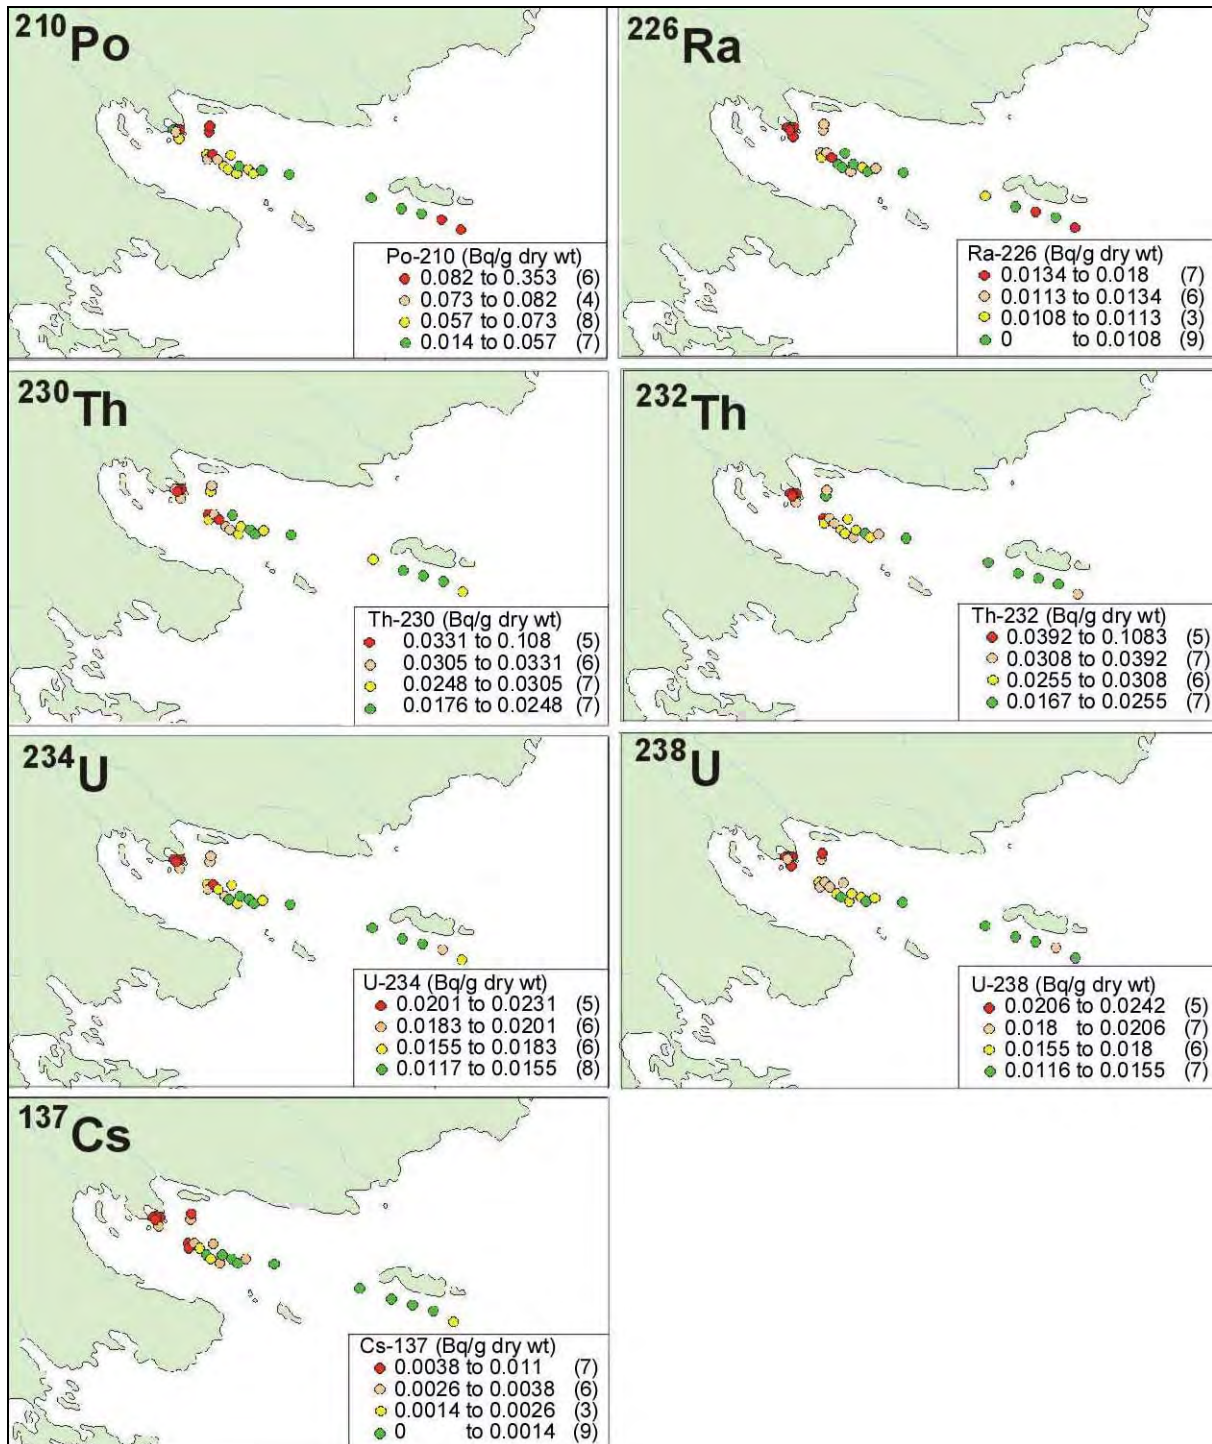 210Po
Po-210 (Bq/g dry wt)
0.082 to 0.353 (6)
0.073 to 0.082 (4)
0.057 to 0.073 (8)
0.014 to 0.057 (7)
226Ra
Ra-226 (Bq/g dry wt)
0.0134 to 0.018 (7)
0.0113 to 0.0134 (6)
0.0108 to 0.0113 (3)
0 to 0.0108 (9)
230Th
Th-230 (Bq/g dry wt)
0.0331 to 0.108 (5)
0.0305 to 0.0331 (6)
0.0248 to 0.0305 (7)
0.0176 to 0.0248 (7)
232Th
Th-232 (Bq/g dry wt)
0.0392 to 0.1083 (5)
0.0308 to 0.0392 (7)
0.0255 to 0.0308 (6)
0.0167 to 0.0255 (7)
234U
U-234 (Bq/g dry wt)
0.0201 to 0.0231 (5)
0.0183 to 0.0201 (6)
0.0155 to 0.0183 (6)
0.0117 to 0.0155 (8)
238U
U-238 (Bq/g dry wt)
0.0206 to 0.0242 (5)
0.018 to 0.0206 (7)
0.0155 to 0.018 (6)
0.0116 to 0.0155 (7)
137Cs
Cs-137 (Bq/g dry wt)
0.0038 to 0.011 (7)
0.0026 to 0.0038 (6)
0.0014 to 0.0026 (3)
0 to 0.0014 (9)